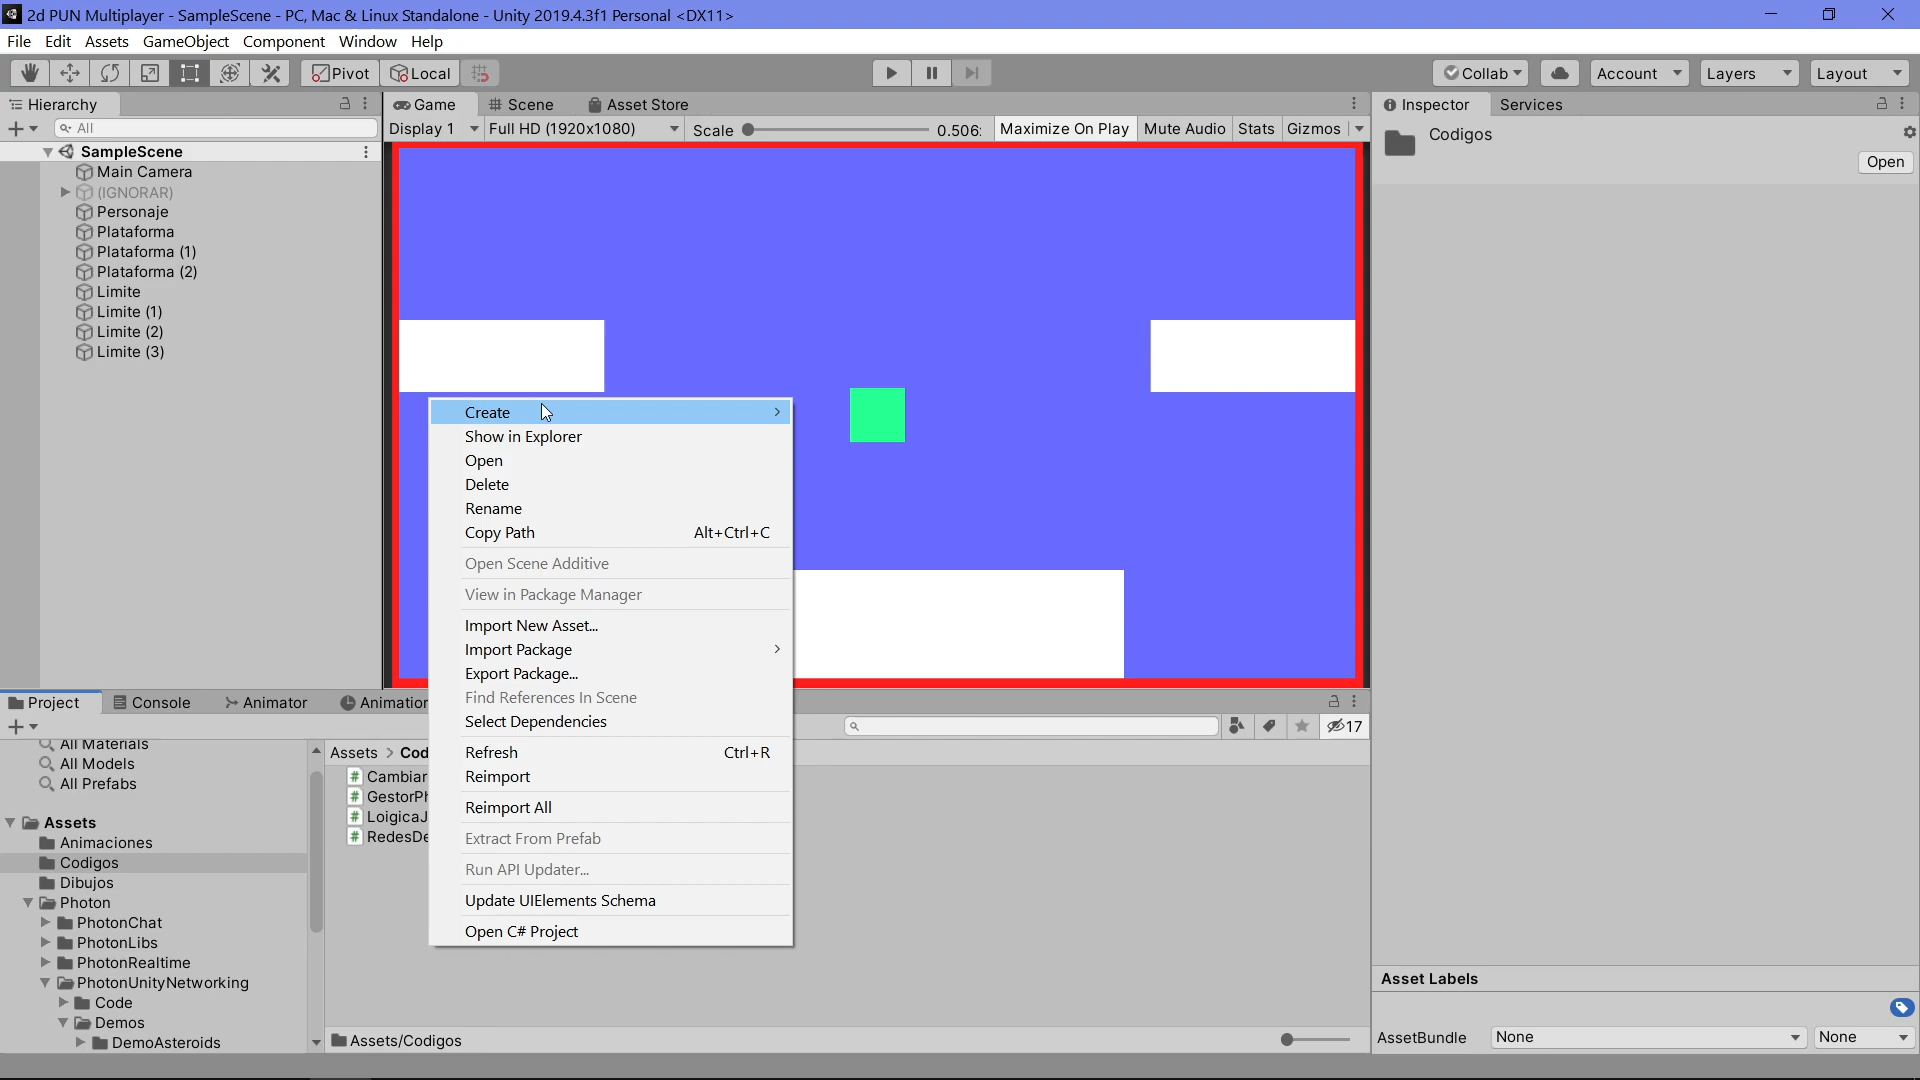 2d PUN Multiplayer - SampleScene - PC, Mac & Linux Standalone - Unity 2019.4.3f1 Personal <DX11>
File Edit Assets GameObject Component Window Help
Pivot Local Collab Account Layers Layout
Hierarchy
All
SampleScene
Main Camera
(IGNORAR)
Personaje
Plataforma
Plataforma (1)
Plataforma (2)
Limite
Limite (1)
Limite (2)
Limite (3)
Game Scene Asset Store
Display 1 Full HD (1920x1080) Scale 0.506: Maximize On Play Mute Audio Stats Gizmos
Inspector Services
Codigos
Open
Create
Show in Explorer
Open
Delete
Rename
Copy Path Alt+Ctrl+C
Open Scene Additive
View in Package Manager
Import New Asset...
Import Package
Export Package...
Find References In Scene
Select Dependencies
Refresh Ctrl+R
Reimport
Reimport All
Extract From Prefab
Run API Updater...
Update UIElements Schema
Open C# Project
Project Console Animator Animation
17
All Materials
All Models
All Prefabs
Assets
Animaciones
Codigos
Dibujos
Photon
PhotonChat
PhotonLibs
PhotonRealtime
PhotonUnityNetworking
Code
Demos
DemoAsteroids
Assets > Cod
Cambiar
GestorPh
LoigicaJ
RedesDe
Assets/Codigos
Asset Labels
AssetBundle None None